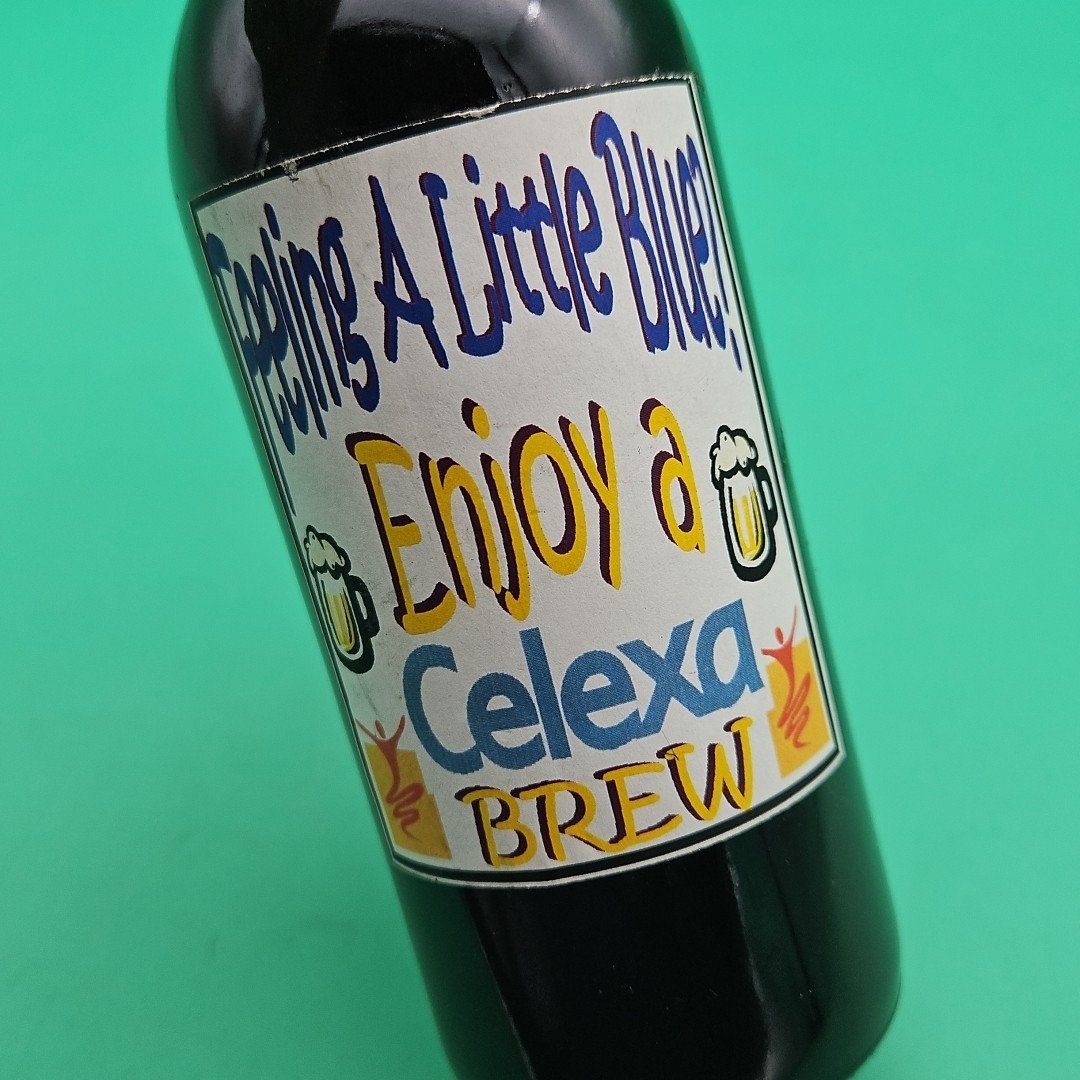 Feeling A Little Blue?
Enjoy a
Celexa
BREW